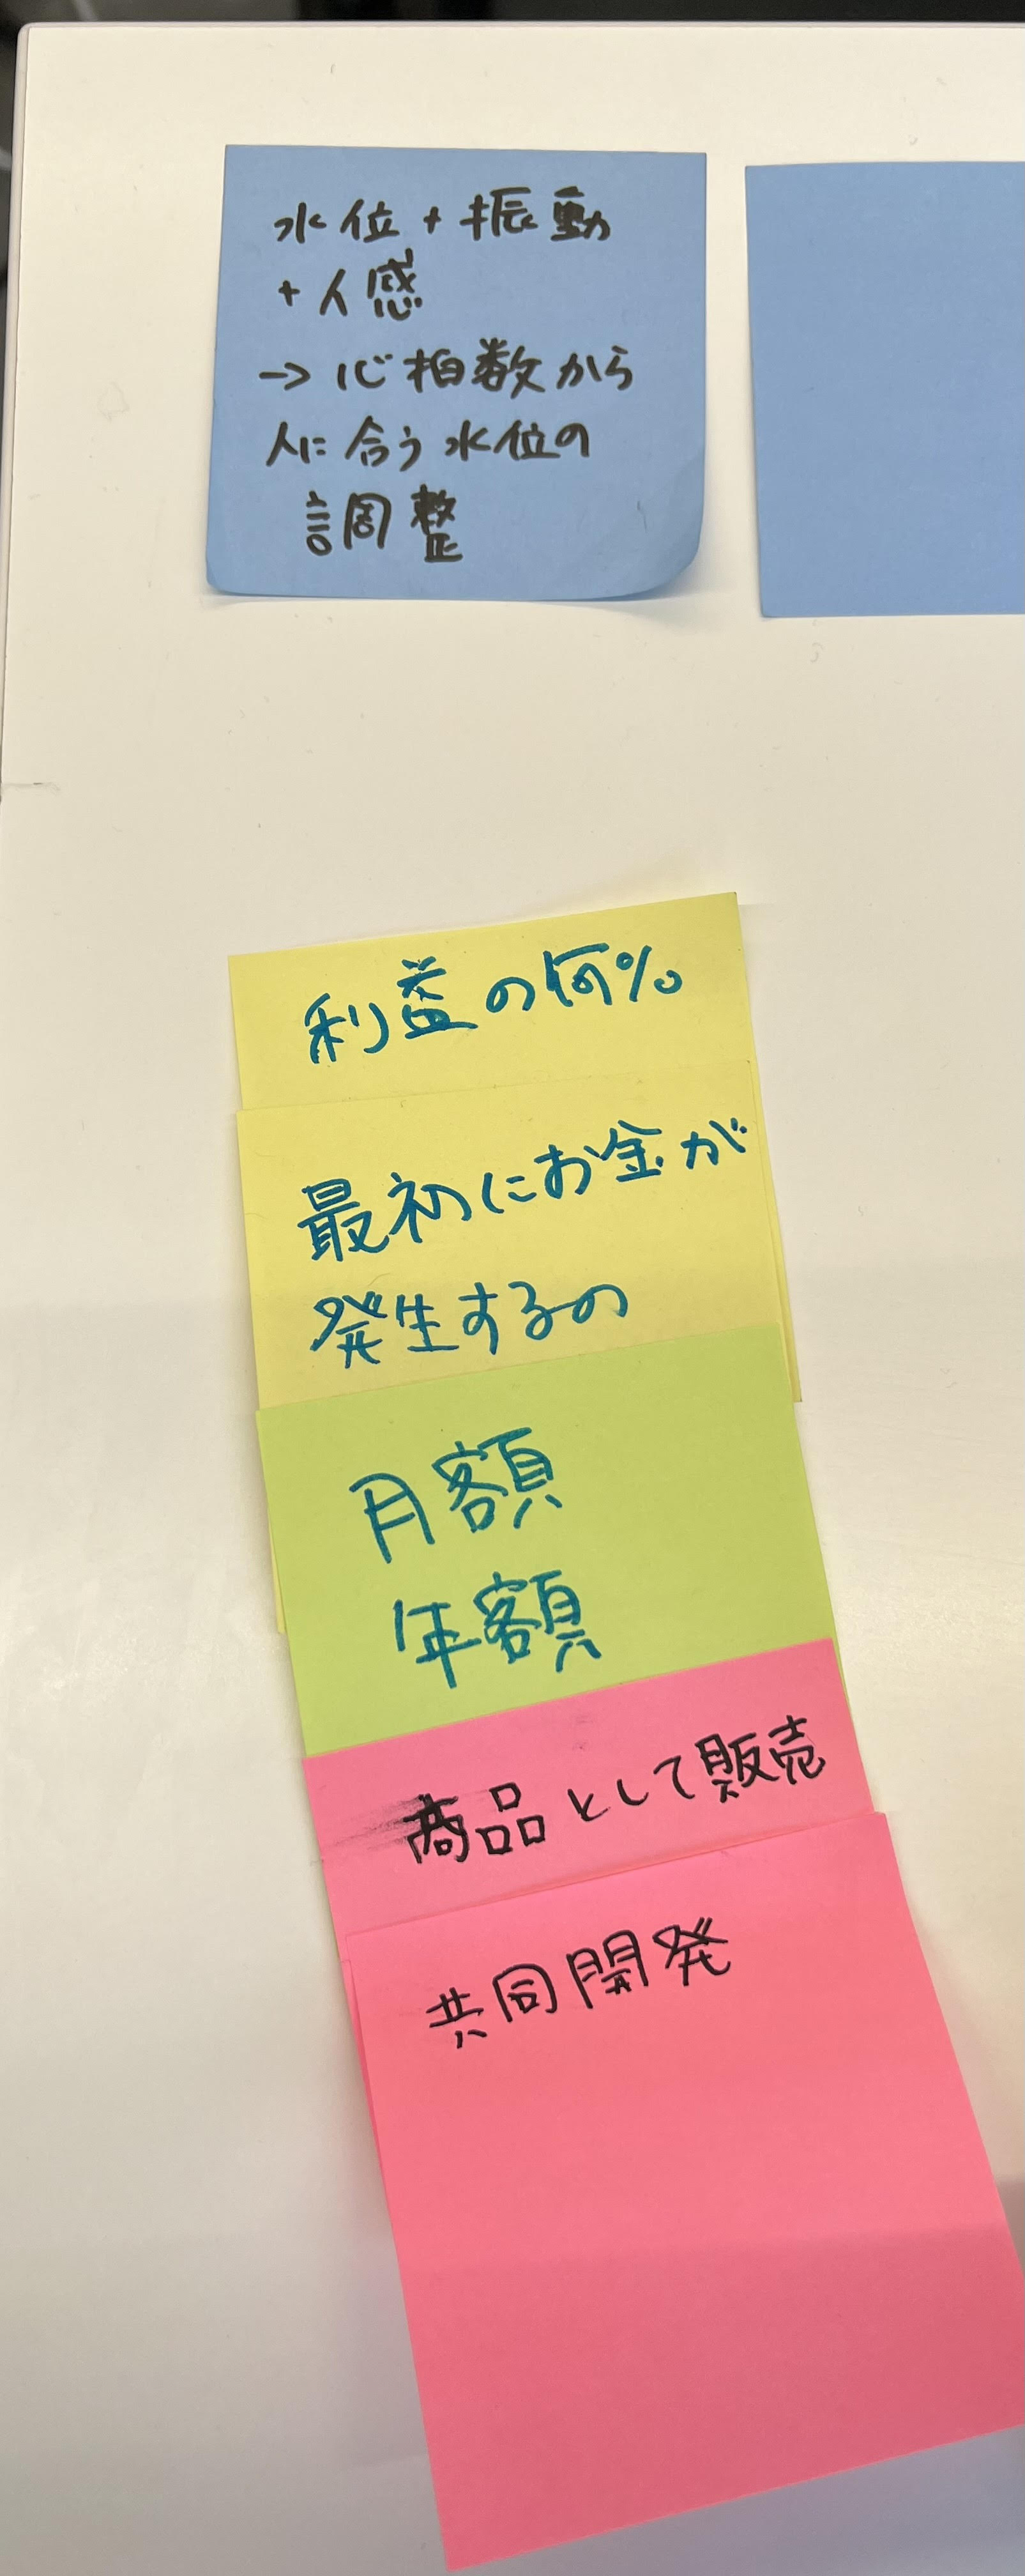 水位+振動
+人感
→心拍数から
人に合う水位の
調整
利益の何%
最初にお金が
発生するの
月額
年額
商品として販売
共同開発